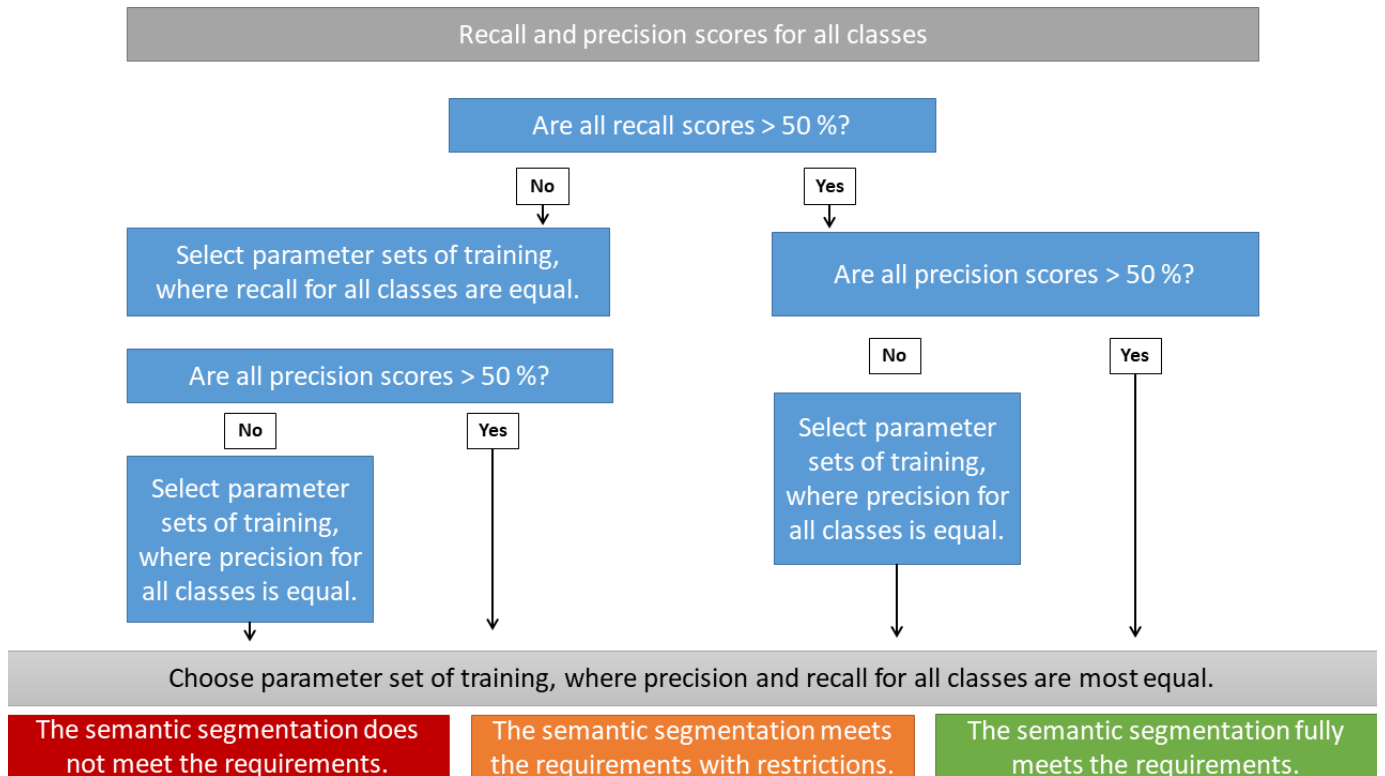 Recall and precision scores for all classes
Are all recall scores > 50 %?
No
Yes
Select parameter sets of training,
where recall for all classes are equal.
Are all precision scores > 50 %?
Are all precision scores > 50 %?
No
Yes
No
Yes
Select parameter
sets of training,
where precision for
all classes is equal.
Select parameter
sets of training,
where precision for
all classes is equal.
Choose parameter set of training, where precision and recall for all classes are most equal.
The semantic segmentation does
not meet the requirements.
The semantic segmentation meets
the requirements with restrictions.
The semantic segmentation fully
meets the requirements.